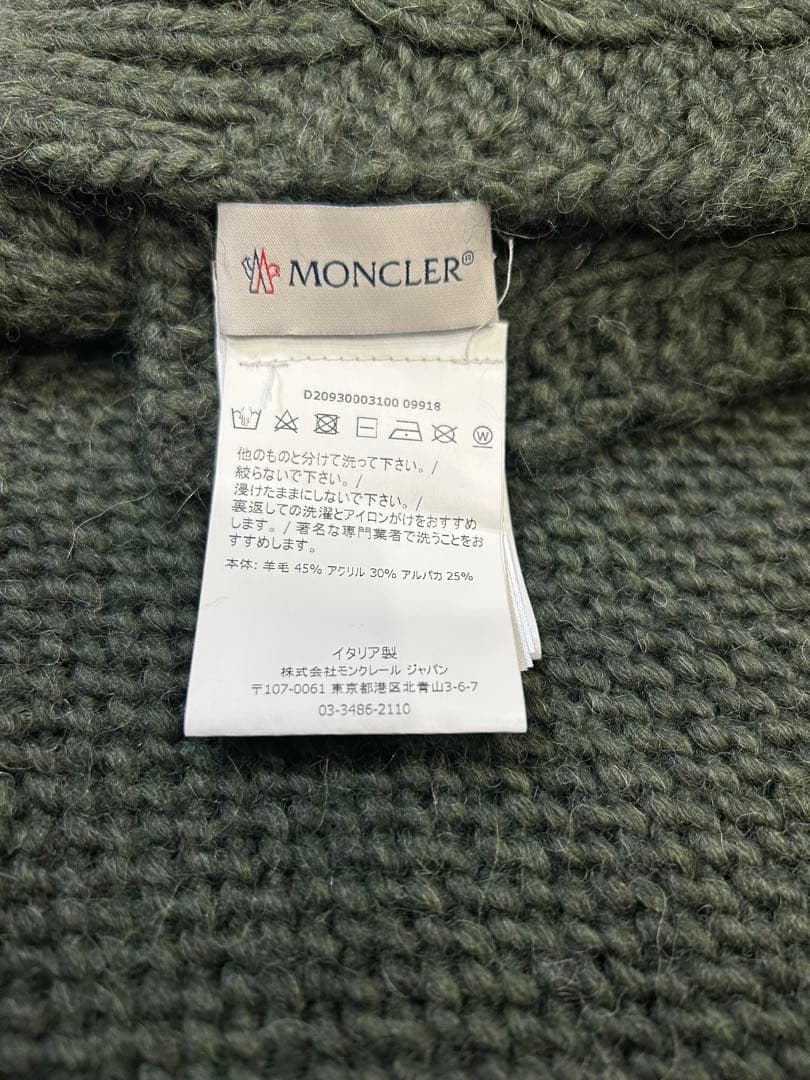 MONCLER®
D20930003100 09918
W
他のものと分けて洗って下さい。/
絞らないで下さい。/
浸けたままにしないで下さい。/
裏返しての洗濯とアイロンがけをおすすめ
します。/ 著名な専門業者で洗うことをお
すすめします。
本体: 羊毛 45% アクリル 30% アルパカ 25%
イタリア製
株式会社モンクレール ジャパン
〒107-0061 東京都港区北青山3-6-7
03-3486-2110